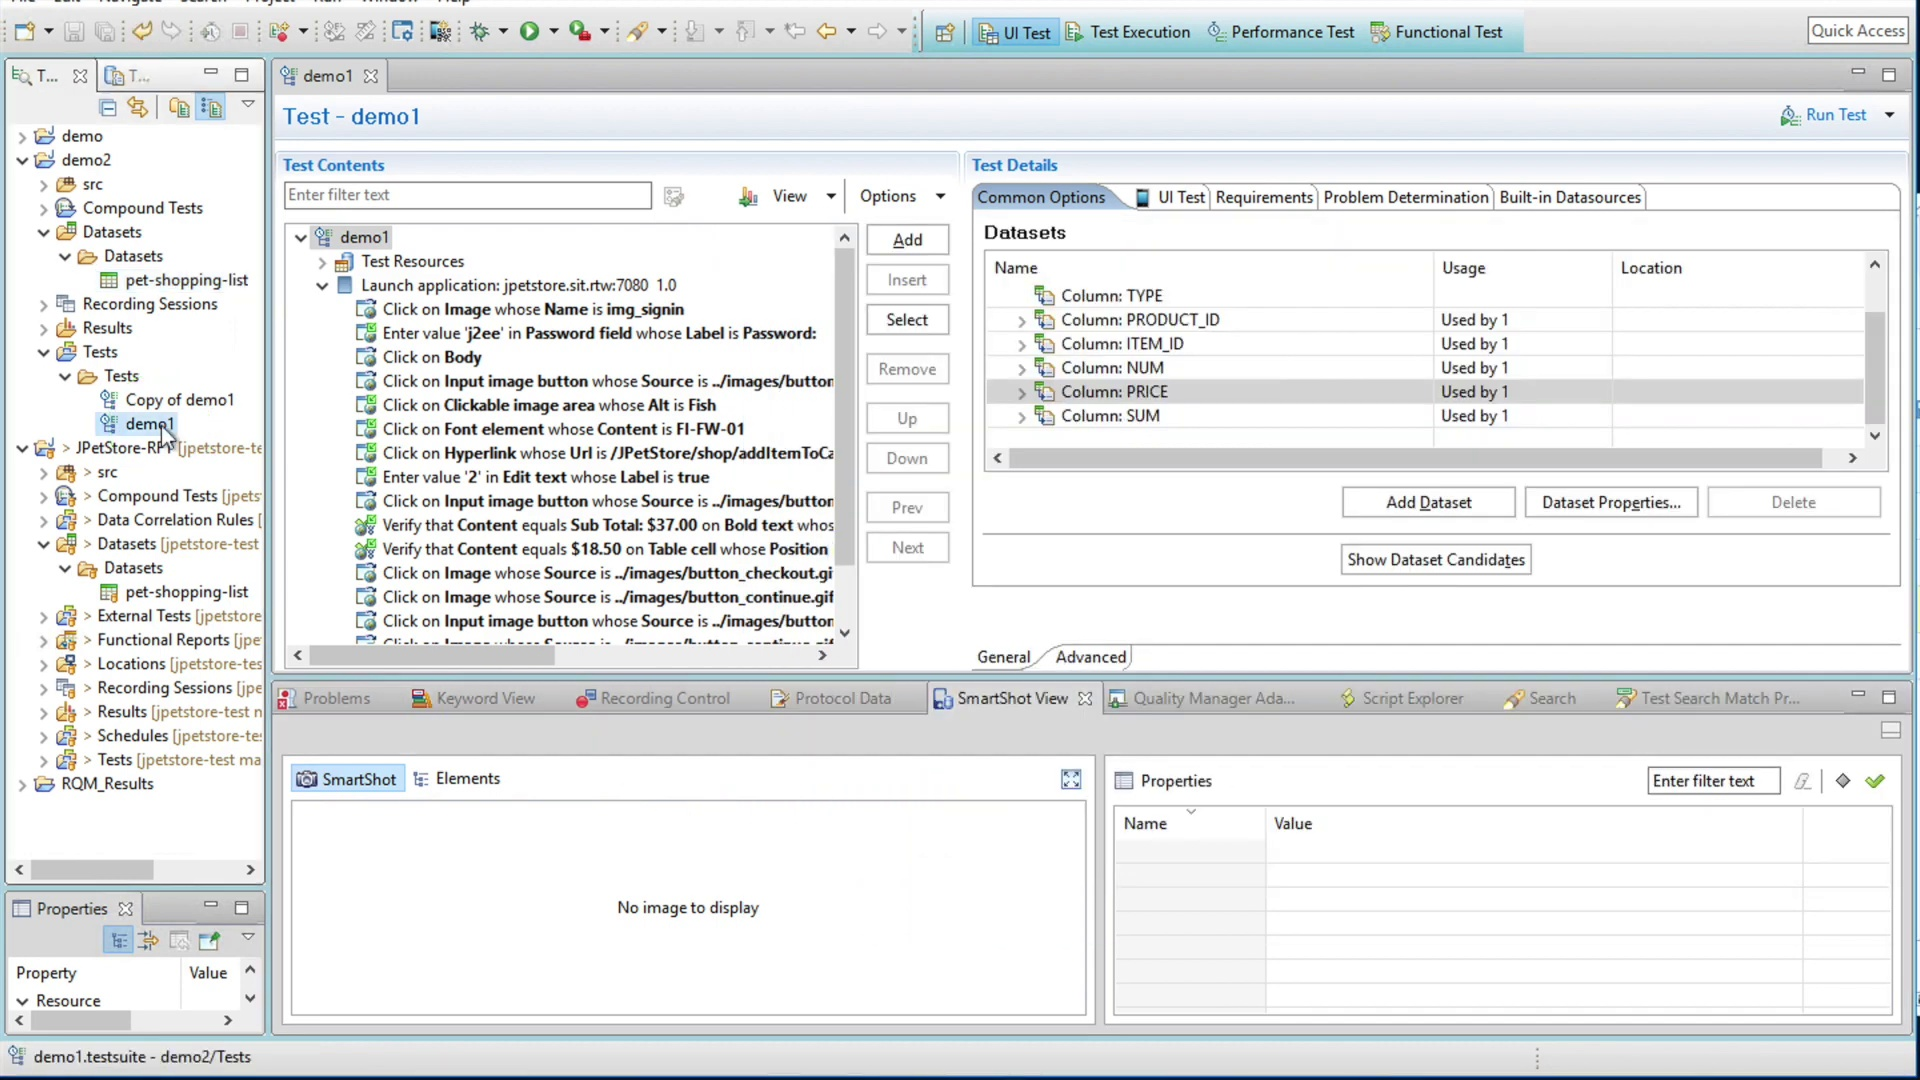 UI Test
Test Execution
Performance Test
Functional Test
Quick Access
T...
T...
demo
demo2
src
Compound Tests
Datasets
Datasets
pet-shopping-list
Recording Sessions
Results
Tests
Tests
Copy of demo1
demo1
> JPetStore-RPT [jpetstore-te
> src
> Compound Tests [jpets
> Data Correlation Rules [
> Datasets [jpetstore-test
Datasets
pet-shopping-list
> External Tests [jpetstore
> Functional Reports [jpe
> Locations [jpetstore-tes
> Recording Sessions [jpe
> Results [jpetstore-test n
> Schedules [jpetstore-te:
> Tests [jpetstore-test ma
RQM_Results
Properties
Property Value
Resource
demo1
Test - demo1
Run Test
Test Contents
Enter filter text
View
Options
demo1
Test Resources
Launch application: jpetstore.sit.rtw:7080 1.0
Click on Image whose Name is img_signin
Enter value 'j2ee' in Password field whose Label is Password:
Click on Body
Click on Input image button whose Source is ../images/button
Click on Clickable image area whose Alt is Fish
Click on Font element whose Content is FI-FW-01
Click on Hyperlink whose Url is /JPetStore/shop/addItemToCa
Enter value '2' in Edit text whose Label is true
Click on Input image button whose Source is ../images/button
Verify that Content equals Sub Total: $37.00 on Bold text whos
Verify that Content equals $18.50 on Table cell whose Position
Click on Image whose Source is ../images/button_checkout.gi
Click on Image whose Source is ../images/button_continue.gif
Click on Input image button whose Source is ../images/button
Add
Insert
Select
Remove
Up
Down
Prev
Next
Test Details
Common Options
UI Test
Requirements
Problem Determination
Built-in Datasources
Datasets
Name Usage Location
Column: TYPE
Column: PRODUCT_ID Used by 1
Column: ITEM_ID Used by 1
Column: NUM Used by 1
Column: PRICE Used by 1
Column: SUM Used by 1
Add Dataset
Dataset Properties...
Delete
Show Dataset Candidates
General
Advanced
Problems
Keyword View
Recording Control
Protocol Data
SmartShot View
Quality Manager Ada...
Script Explorer
Search
Test Search Match Pr...
SmartShot
Elements
No image to display
Properties
Enter filter text
Name Value
demo1.testsuite - demo2/Tests